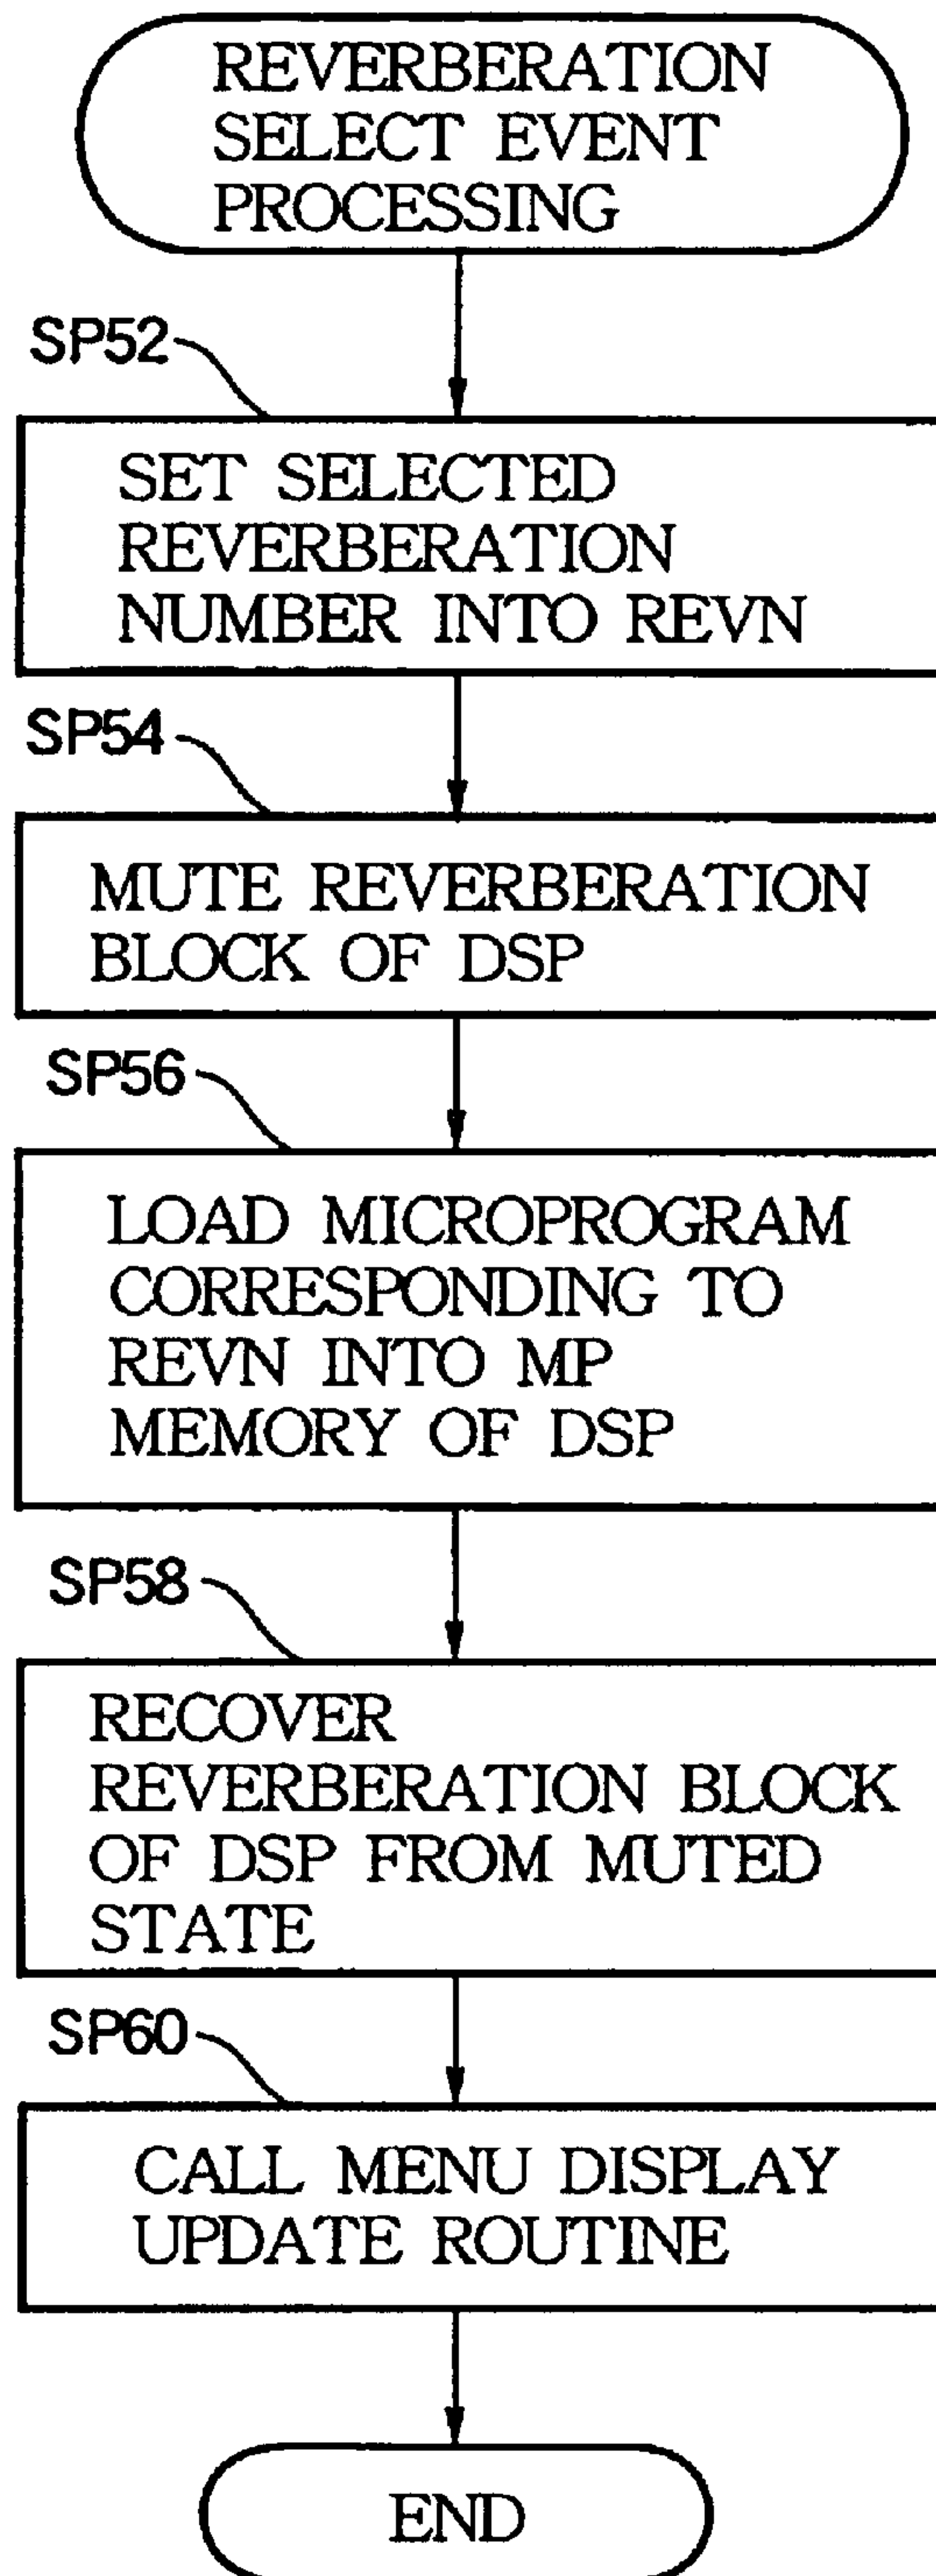 REVERBERATION
SELECT EVENT
PROCESSING
SP52
SET SELECTED
REVERBERATION
NUMBER INTO REVN
SP54
MUTE REVERBERATION
BLOCK OF DSP
SP56
LOAD MICROPROGRAM
CORRESPONDING TO
REVN INTO MP
MEMORY OF DSP
SP58
RECOVER
REVERBERATION BLOCK
OF DSP FROM MUTED
STATE
SP60
CALL MENU DISPLAY
UPDATE ROUTINE
END